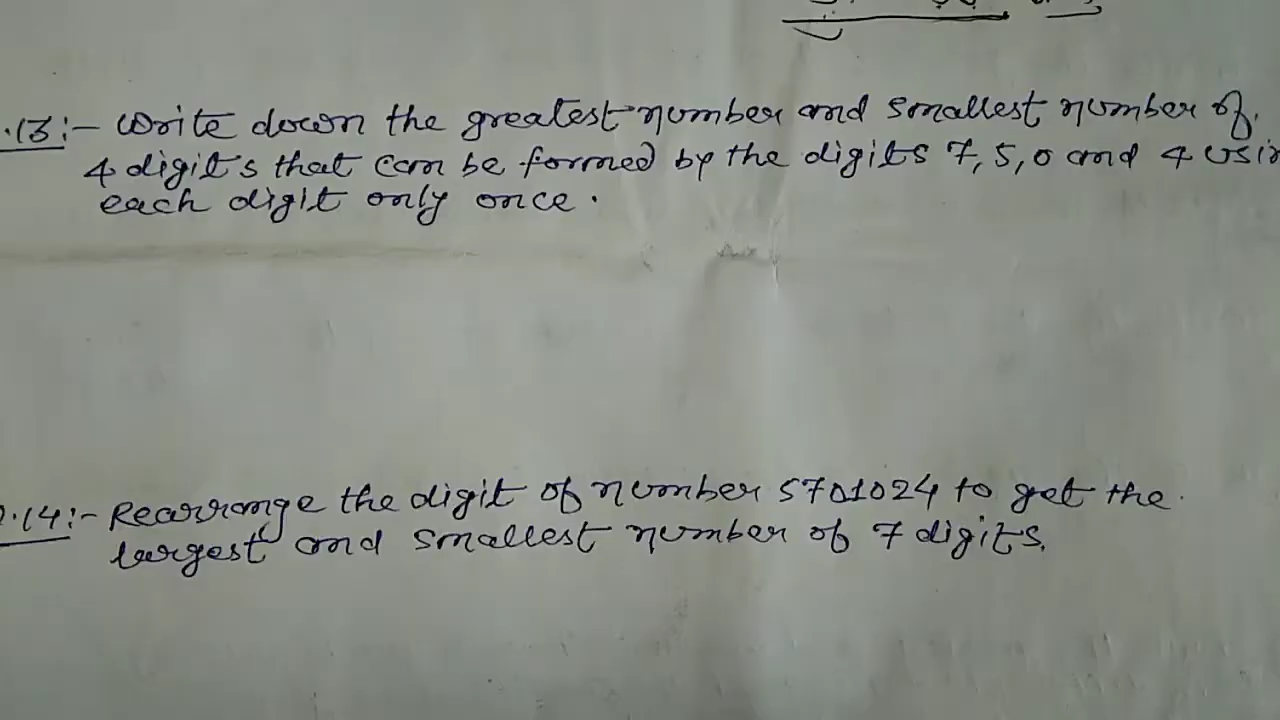 .13:- Write down the greatest number and smallest number of
4 digit's that can be formed by the digits 7, 5, 0 and 4 usin
each digit only once.
Q.14:- Rearrange the digit of number 5701024 to get the
largest and smallest number of 7 digits.